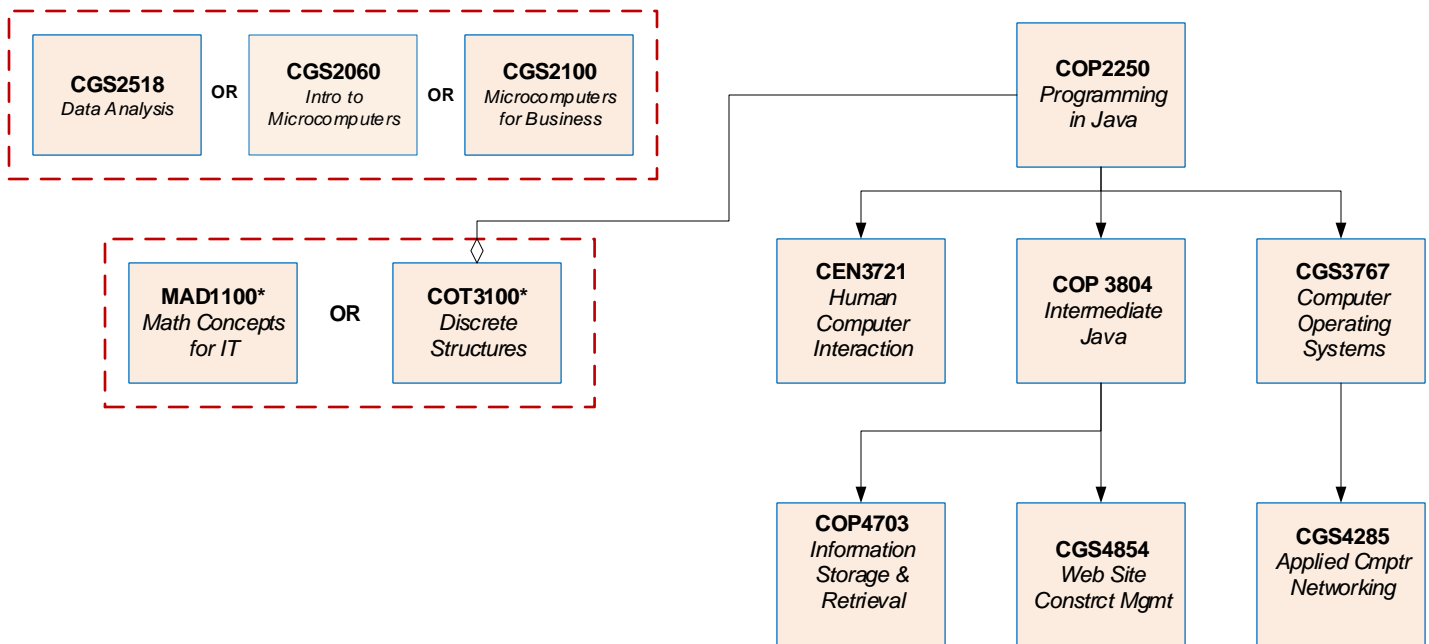 CGS2518
Data Analysis
OR
CGS2060
Intro to
Microcomputers
OR
CGS2100
Microcomputers
for Business
COP2250
Programming
in Java
MAD1100*
Math Concepts
for IT
OR
COT3100*
Discrete
Structures
CEN3721
Human
Computer
Interaction
COP 3804
Intermediate
Java
CGS3767
Computer
Operating
Systems
COP4703
Information
Storage &
Retrieval
CGS4854
Web Site
Constrct Mgmt
CGS4285
Applied Cmptr
Networking